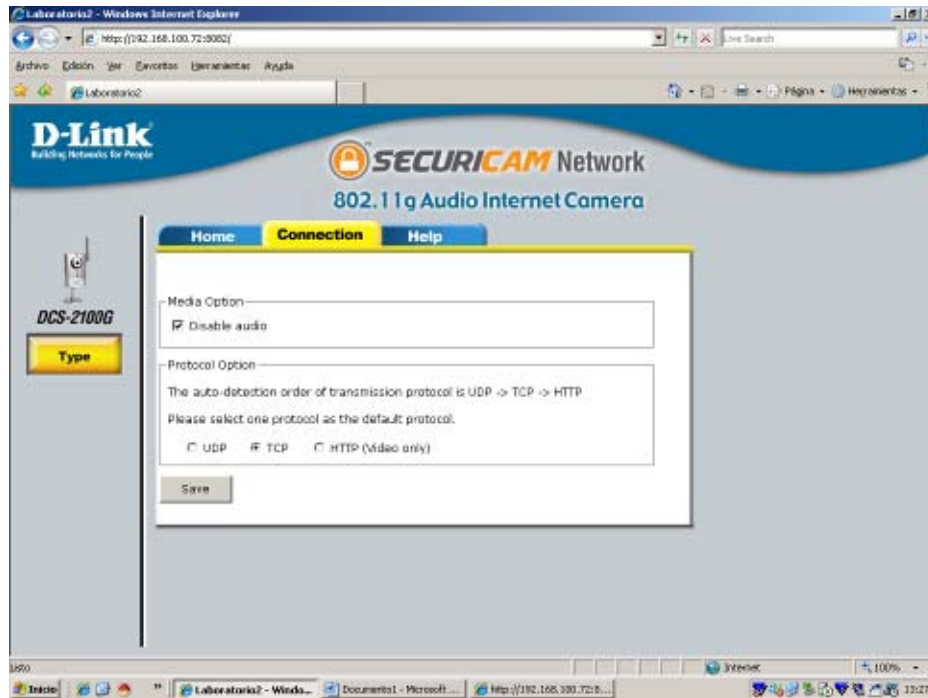 Laboratorio2 - Windows Internet Explorer
http://192.168.100.72:8082/
Live Search
Archivo Edición Ver Favoritos Herramientas Ayuda
Laboratorio2
Página
Herramientas
D-Link
Building Networks for People
SECURICAM Network
802.11g Audio Internet Camera
Home Connection Help
DCS-2100G
Type
Media Option
Disable audio
Protocol Option
The auto-detection order of transmission protocol is UDP -> TCP -> HTTP
Please select one protocol as the default protocol.
UDP TCP HTTP (Video only)
Save
Listo
Internet
100%
Inicio
Laboratorio2 - Windo...
Documento1 - Microsoft ...
http://192.168.100.72:8...
13:27